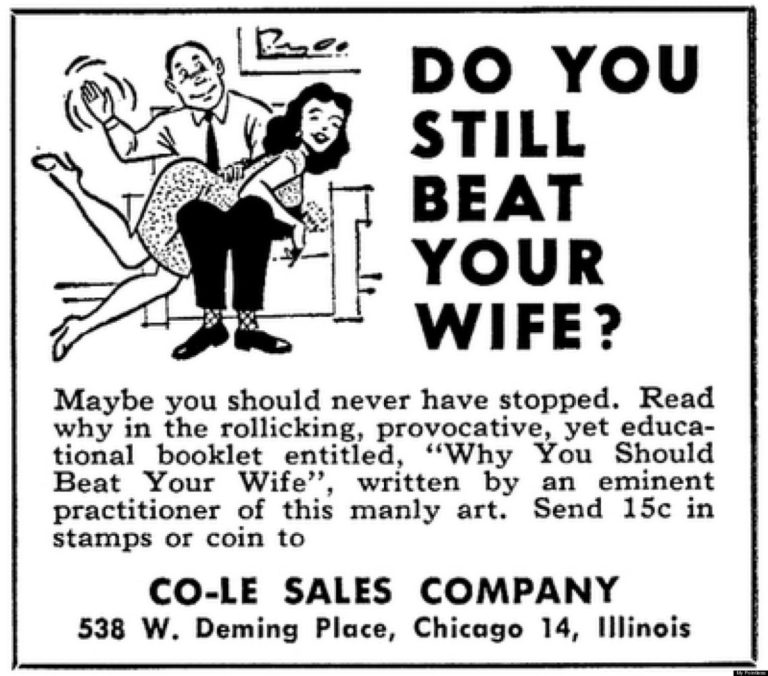 DO YOU
STILL
BEAT
YOUR
WIFE?
Maybe you should never have stopped. Read
why in the rollicking, provocative, yet educa-
tional booklet entitled, “Why You Should
Beat Your Wife”, written by an eminent
practitioner of this manly art. Send 15c in
stamps or coin to
CO-LE SALES COMPANY
538 W. Deming Place, Chicago 14, Illinois